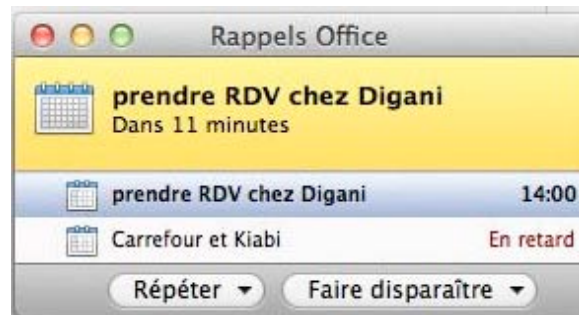 Rappels Office
prendre RDV chez Digani
Dans 11 minutes
prendre RDV chez Digani 14:00
Carrefour et Kiabi En retard
Répéter Faire disparaître